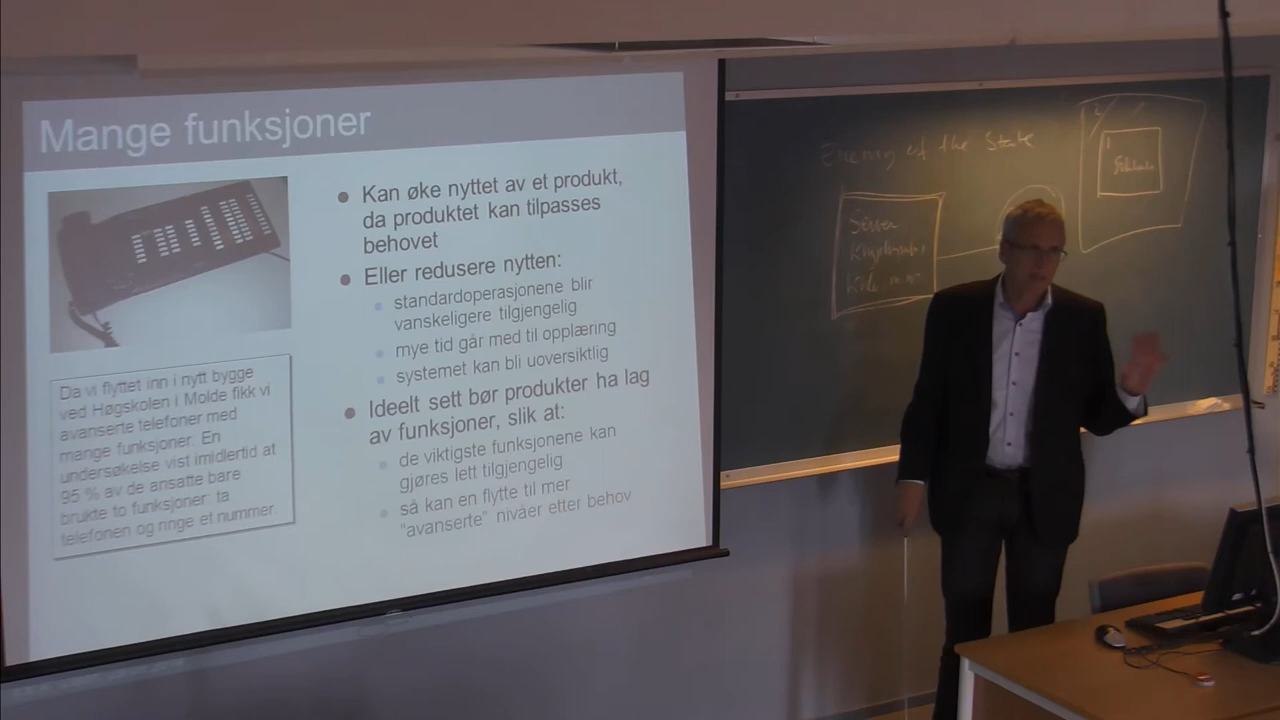 Mange funksjoner
Kan øke nyttet av et produkt,
da produktet kan tilpasses
behovet
Eller redusere nytten:
standardoperasjonene blir
vanskeligere tilgjengelig
mye tid går med til opplæring
systemet kan bli uoversiktlig
Ideelt sett bør produkter ha lag
av funksjoner, slik at:
de viktigste funksjonene kan
gjøres lett tilgjengelig
så kan en flytte til mer
"avanserte" nivåer etter behov
Da vi flyttet inn i nytt bygge
ved Høgskolen i Molde fikk vi
avanserte telefoner med
mange funksjoner. En
undersøkelse vist imidlertid at
95 % av de ansatte bare
brukte to funksjoner: ta
telefonen og ringe et nummer.
of the State